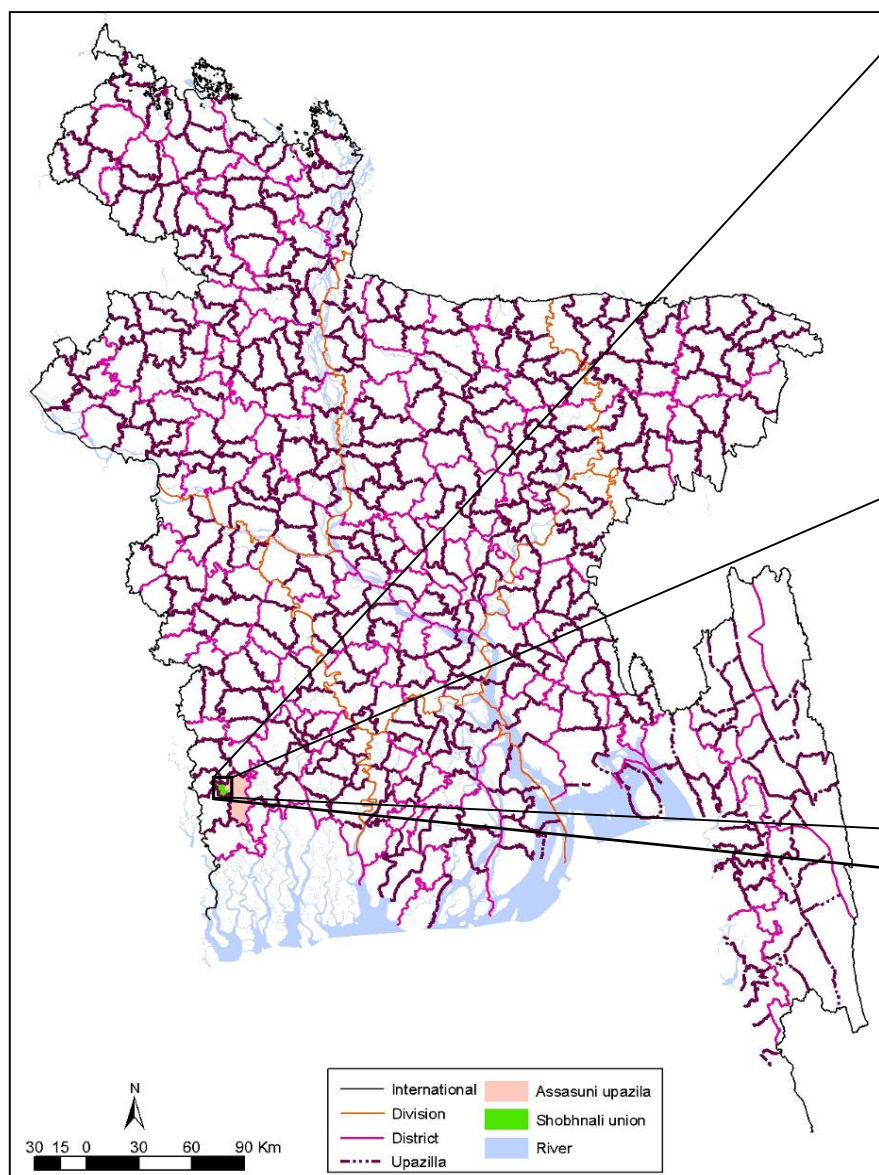 N
30 15 0 30 60 90 Km
International
Division
District
Upazilla
Assasuni upazila
Shobhnali union
River